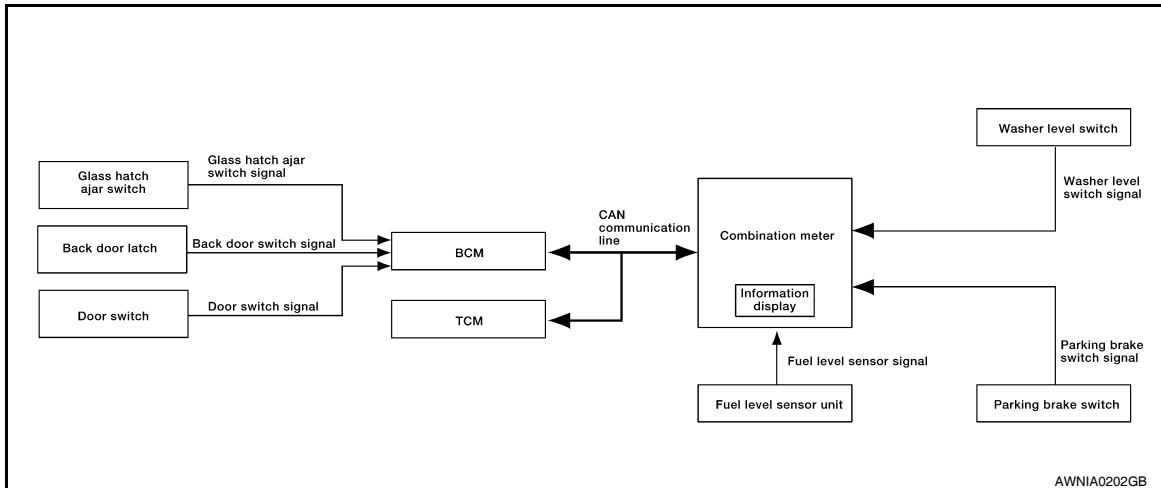 Washer level switch
Glass hatch ajar
switch signal
Glass hatch
ajar switch
Washer level
switch signal
CAN
communication
line
Combination meter
Back door latch
Back door switch signal
BCM
Information
display
Door switch
Door switch signal
TCM
Parking brake
switch signal
Fuel level sensor signal
Fuel level sensor unit
Parking brake switch
AWNIA0202GB